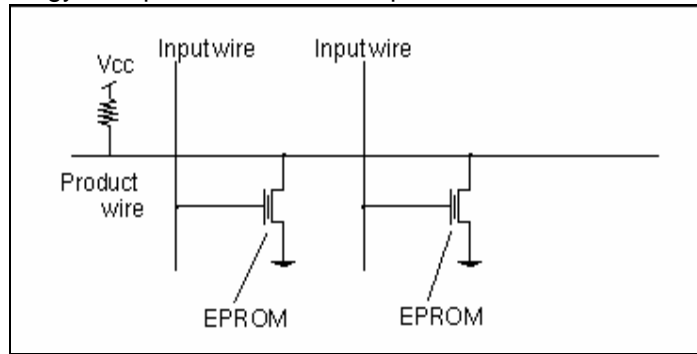 Inputwire Inputwire
Vcc
Product
wire
EPROM EPROM